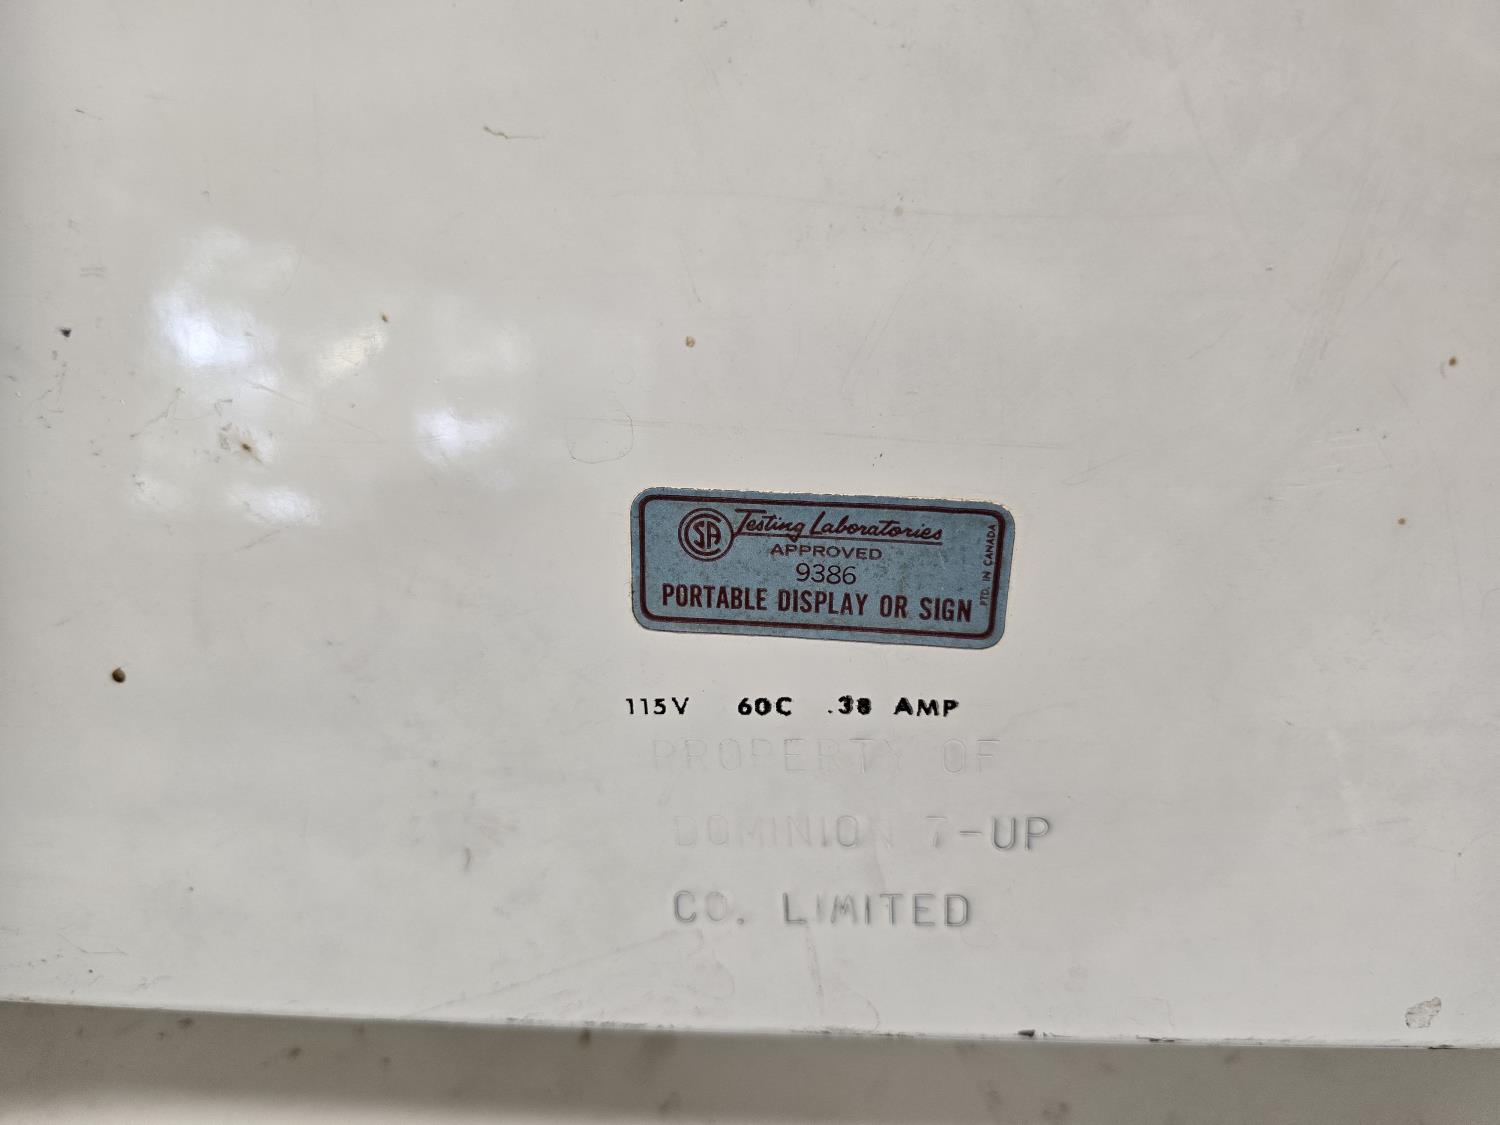 CSA Testing Laboratories
APPROVED
9386
PORTABLE DISPLAY OR SIGN
PTD. IN CANADA
115V 60C .38 AMP
PROPERTY OF
DOMINION 7-UP
CO. LIMITED